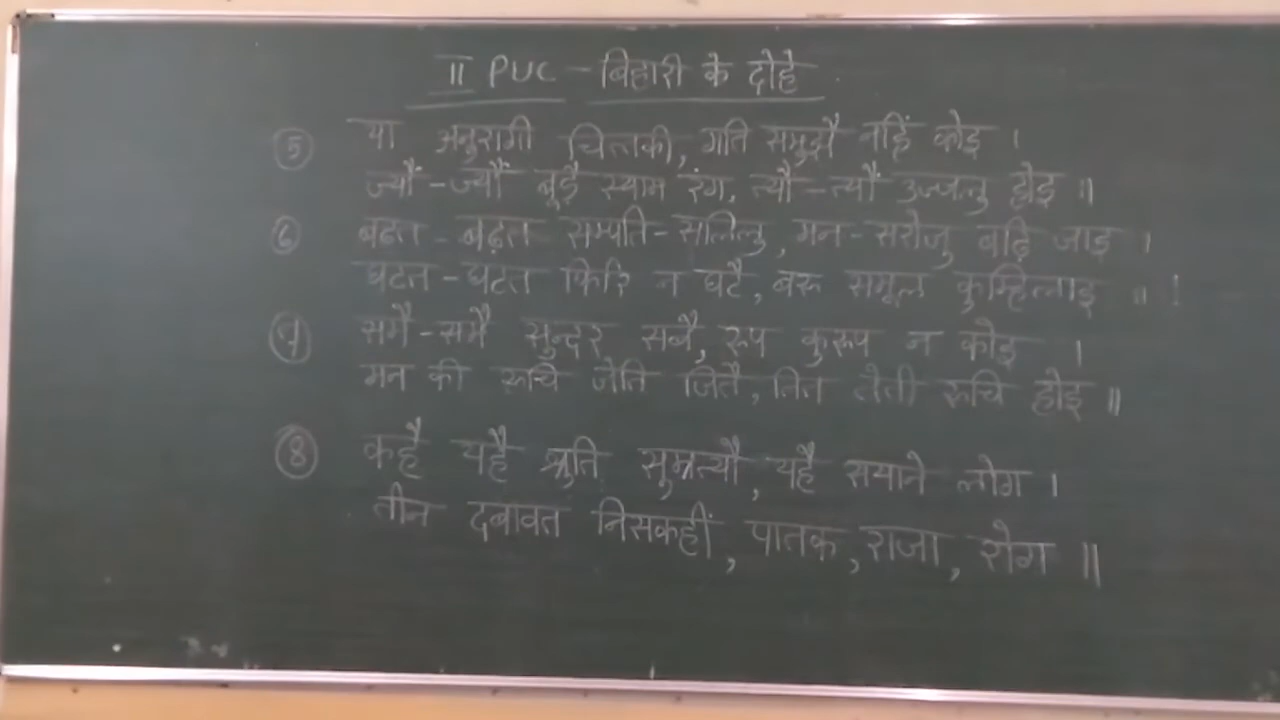 II PUC - बिहारी के दोहे
5 या अनुरागी चित्तकी, गति समुझै नहिं कोइ ।
ज्यौं-ज्यौं बूड़ै स्याम रंग, त्यौं-त्यौं उज्जलु होइ ॥
6 बढत-बढ़त सम्पति-सलिलु, मन-सरोजु बढ़ि जाइ ।
घटत-घटत फिरि न घटै, बरू समूल कुम्हिलाइ ॥
7 समै-समै सुन्दर सबै, रूप कुरूप न कोइ ।
मन की रूचि जेति जितै, तित तेती रूचि होइ ॥
8 कहै यहै श्रुति सुम्रत्यौ, यहै सयाने लोग ।
तीन दबावत निसकहीं, पातक, राजा, रोग ॥